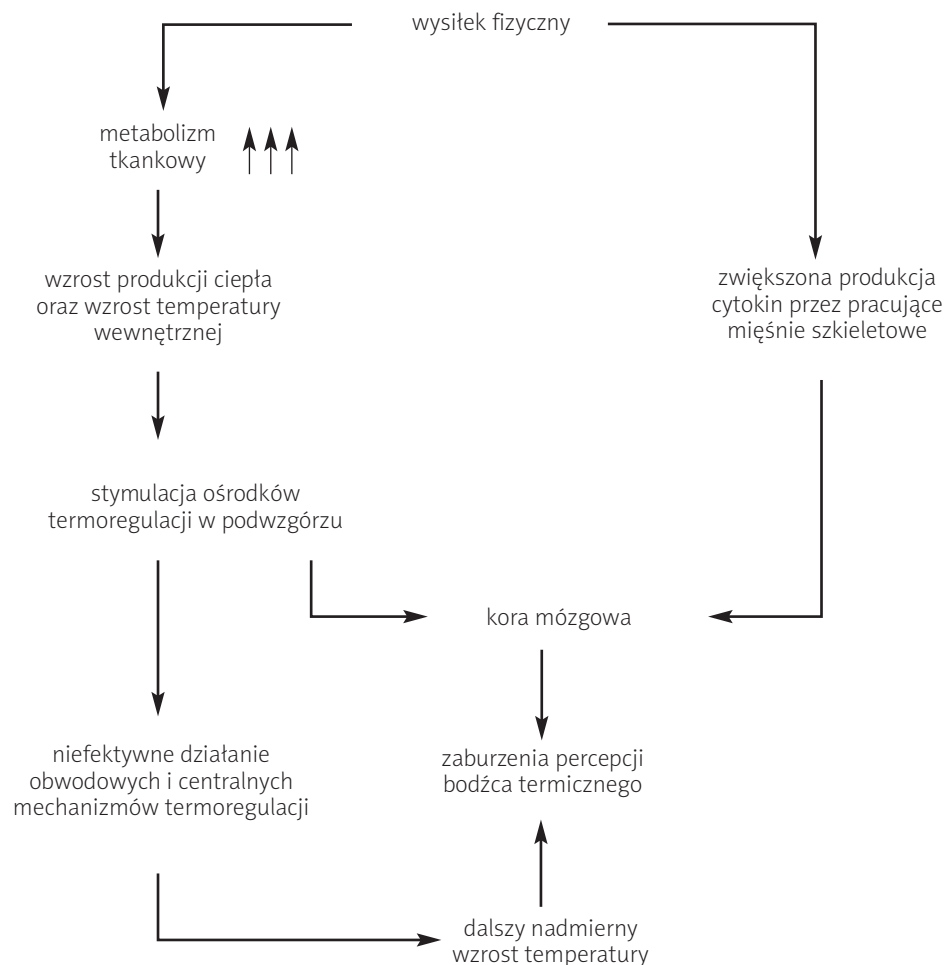 wysiłek fizyczny
metabolizm
tkankowy
wzrost produkcji ciepła
oraz wzrost temperatury
wewnętrznej
zwiększona produkcja
cytokin przez pracujące
mięśnie szkieletowe
stymulacja ośrodków
termoregulacji w podwzgórzu
kora mózgowa
niefektywne działanie
obwodowych i centralnych
mechanizmów termoregulacji
zaburzenia percepcji
bodźca termicznego
dalszy nadmierny
wzrost temperatury